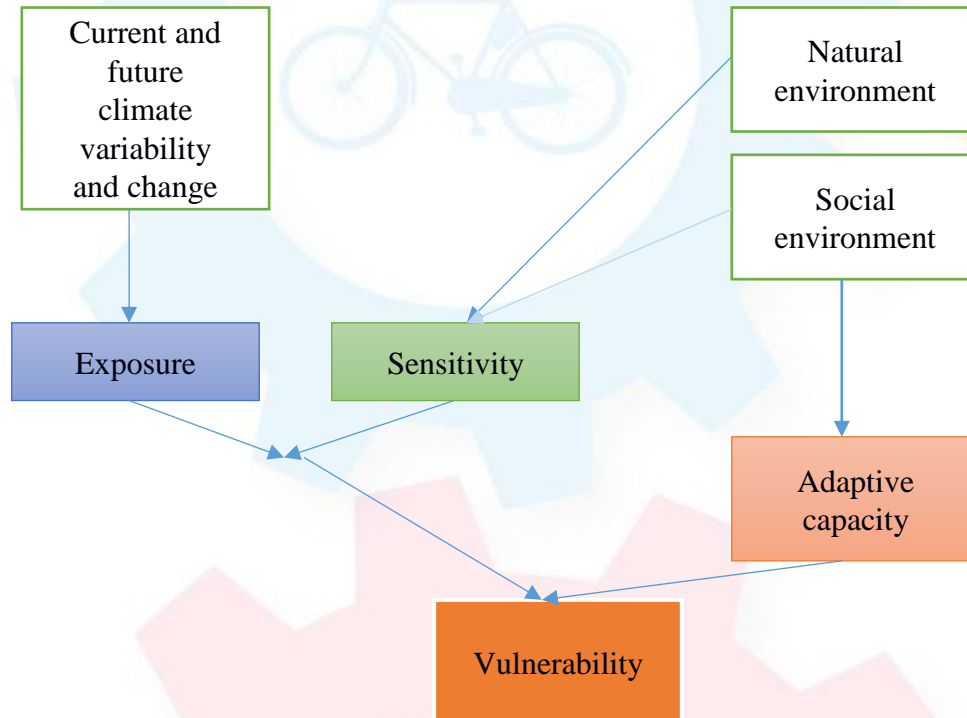 Current and
future
climate
variability
and change
Natural
environment
Social
environment
Exposure
Sensitivity
Adaptive
capacity
Vulnerability